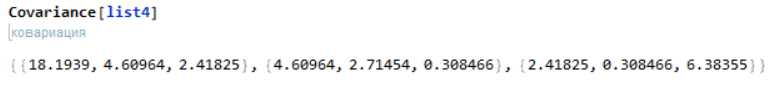 Covariance[list4]
ковариация
{{18.1939, 4.60964, 2.41825}, {4.60964, 2.71454, 0.308466}, {2.41825, 0.308466, 6.38355}}